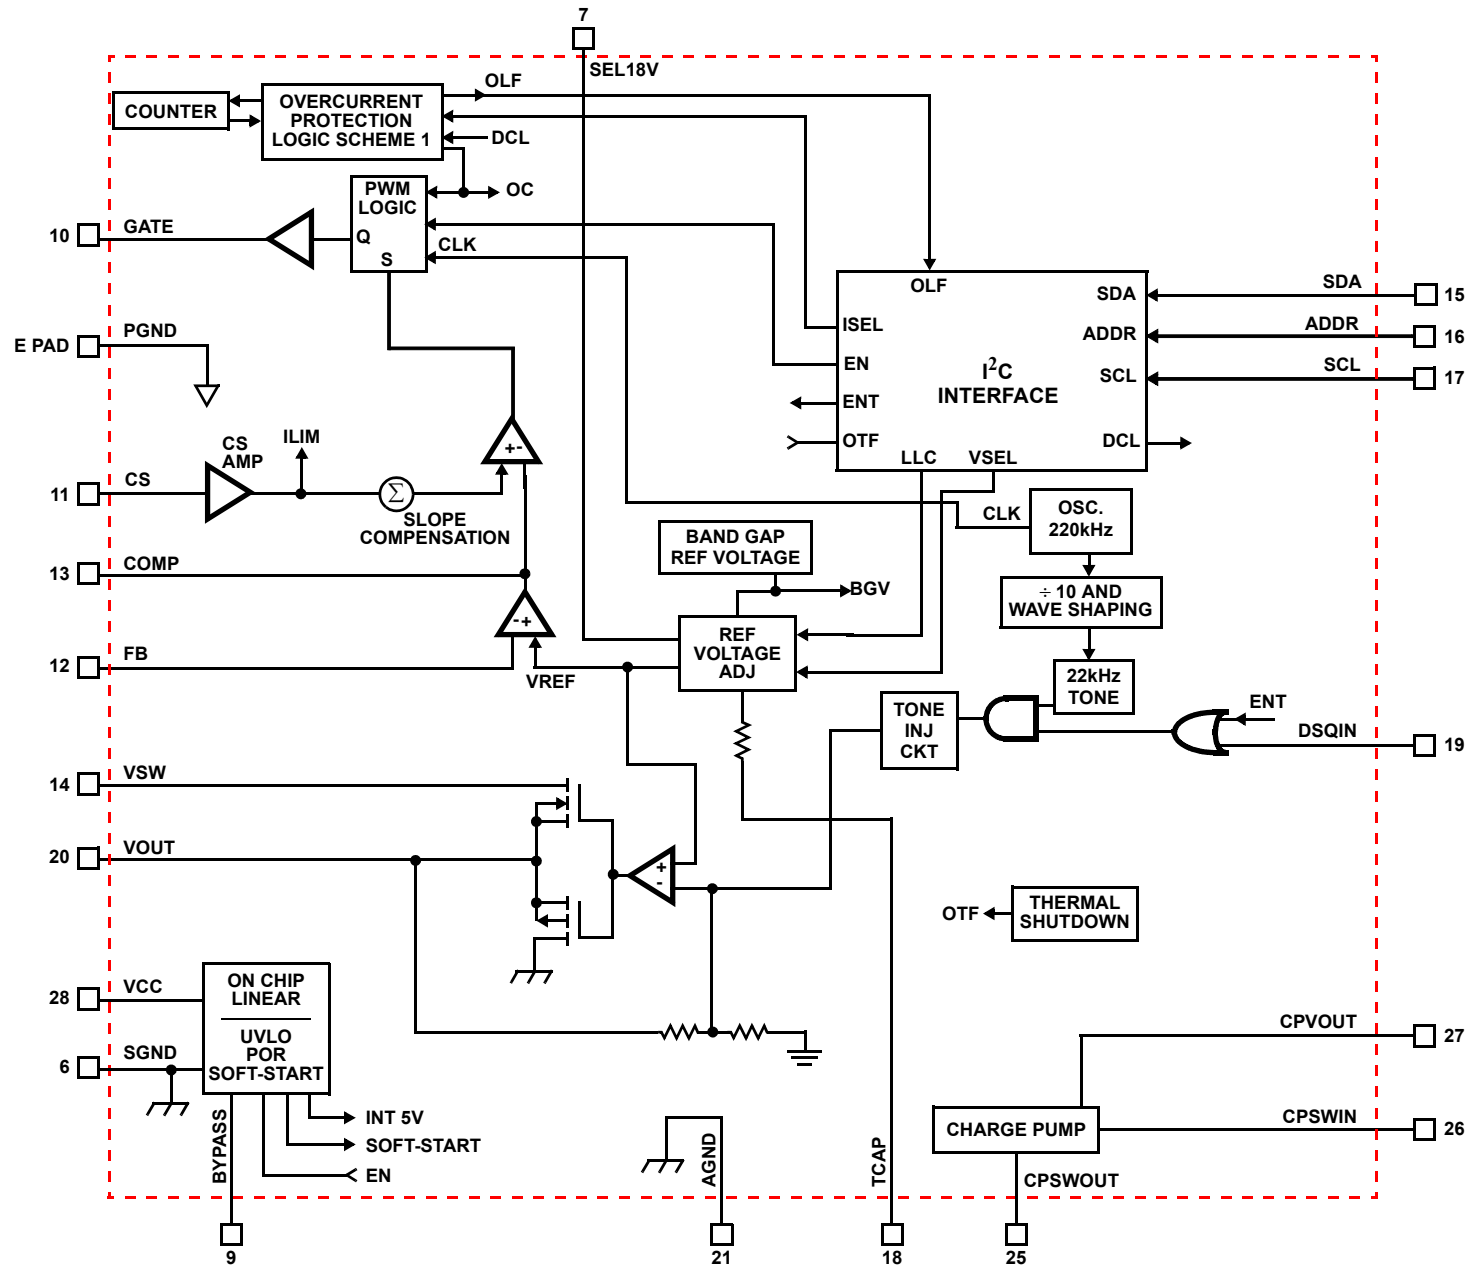 7
SEL18V
COUNTER
OVERCURRENT
PROTECTION
LOGIC SCHEME 1
OLF
DCL
OC
PWM
LOGIC
Q
S
CLK
10
GATE
E PAD
PGND
OLF
ISEL
EN
ENT
OTF
LLC
VSEL
SDA
ADDR
SCL
DCL
I2C
INTERFACE
SDA
15
ADDR
16
SCL
17
CS
AMP
ILIM
+-
11
CS
Σ
SLOPE
COMPENSATION
13
COMP
-+
12
FB
VREF
BAND GAP
REF VOLTAGE
BGV
REF
VOLTAGE
ADJ
CLK
OSC.
220kHz
÷ 10 AND
WAVE SHAPING
22kHz
TONE
TONE
INJ
CKT
ENT
DSQIN
19
14
VSW
20
VOUT
+
-
OTF
THERMAL
SHUTDOWN
28
VCC
6
SGND
ON CHIP
LINEAR
UVLO
POR
SOFT-START
INT 5V
SOFT-START
EN
BYPASS
9
AGND
21
TCAP
18
CHARGE PUMP
CPVOUT
27
CPSWIN
26
CPSWOUT
25